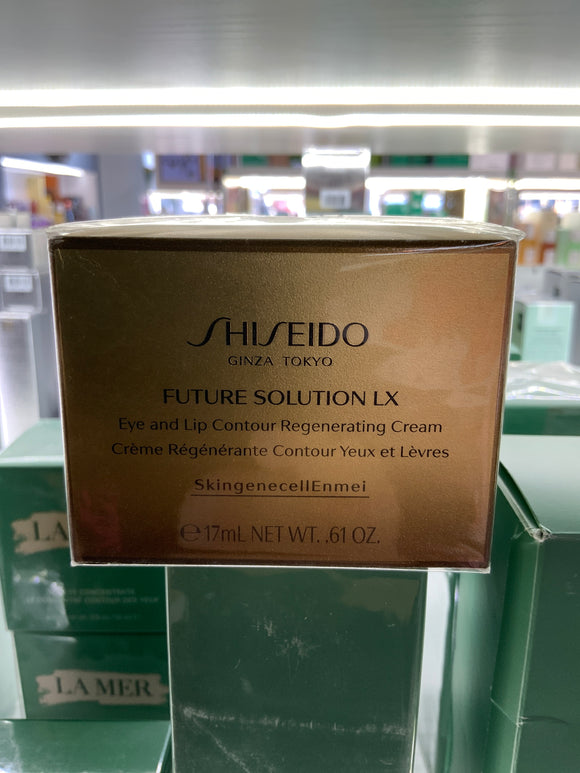 SHISEIDO
GINZA TOKYO
FUTURE SOLUTION LX
Eye and Lip Contour Regenerating Cream
Crème Régénérante Contour Yeux et Lèvres
SkingenecellEnmei
℮17mL NET WT. .61 OZ.
LA
LA MER